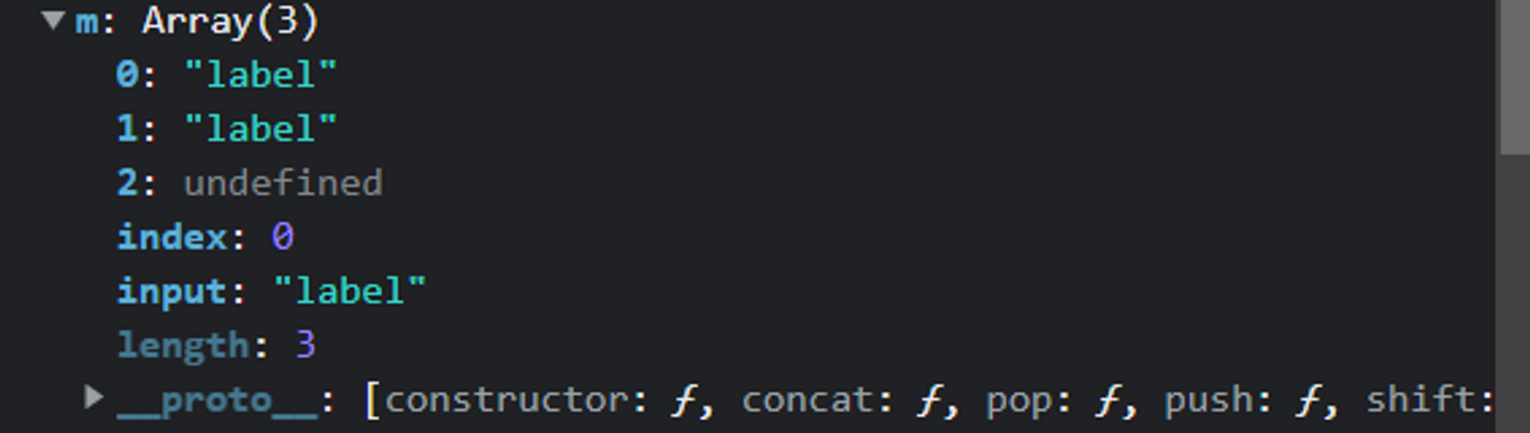 ▼ m: Array(3)
0: "label"
1: "label"
2: undefined
index: 0
input: "label"
length: 3
▶ __proto__: [constructor: ƒ, concat: ƒ, pop: ƒ, push: ƒ, shift: